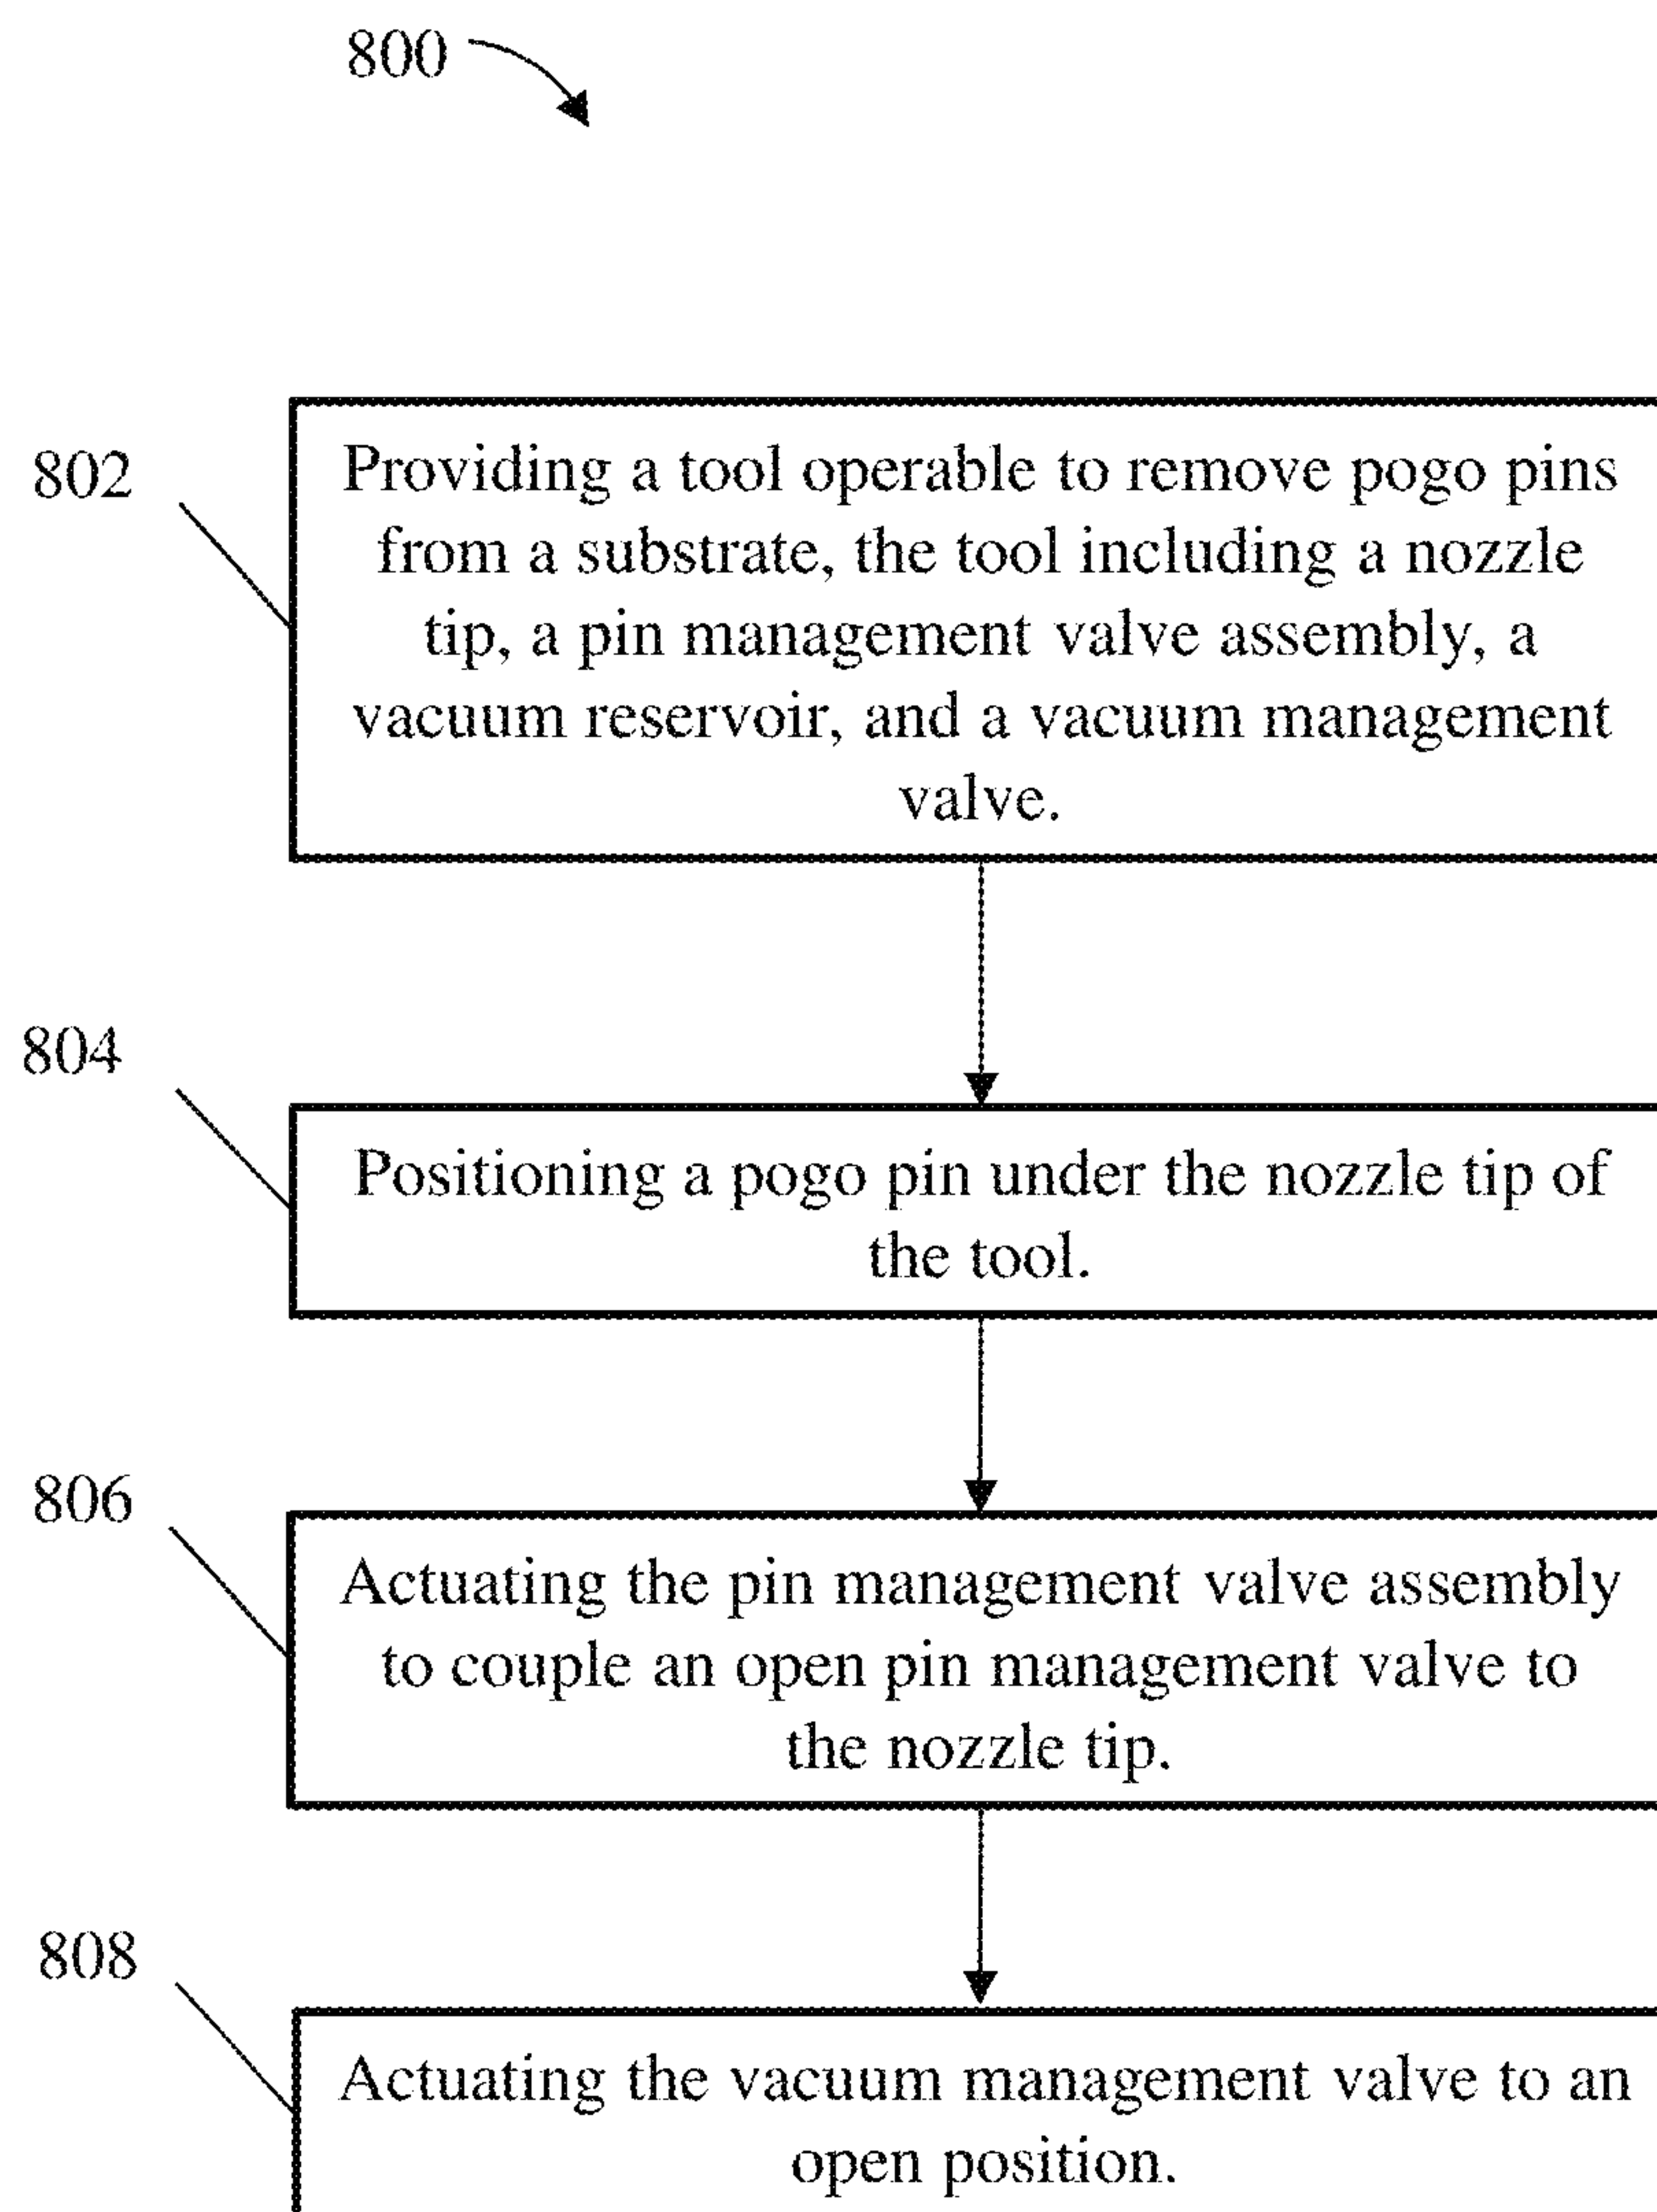 800
802
Providing a tool operable to remove pogo pins
from a substrate, the tool including a nozzle
tip, a pin management valve assembly, a
vacuum reservoir, and a vacuum management
valve.
804
Positioning a pogo pin under the nozzle tip of
the tool.
806
Actuating the pin management valve assembly
to couple an open pin management valve to
the nozzle tip.
808
Actuating the vacuum management valve to an
open position.